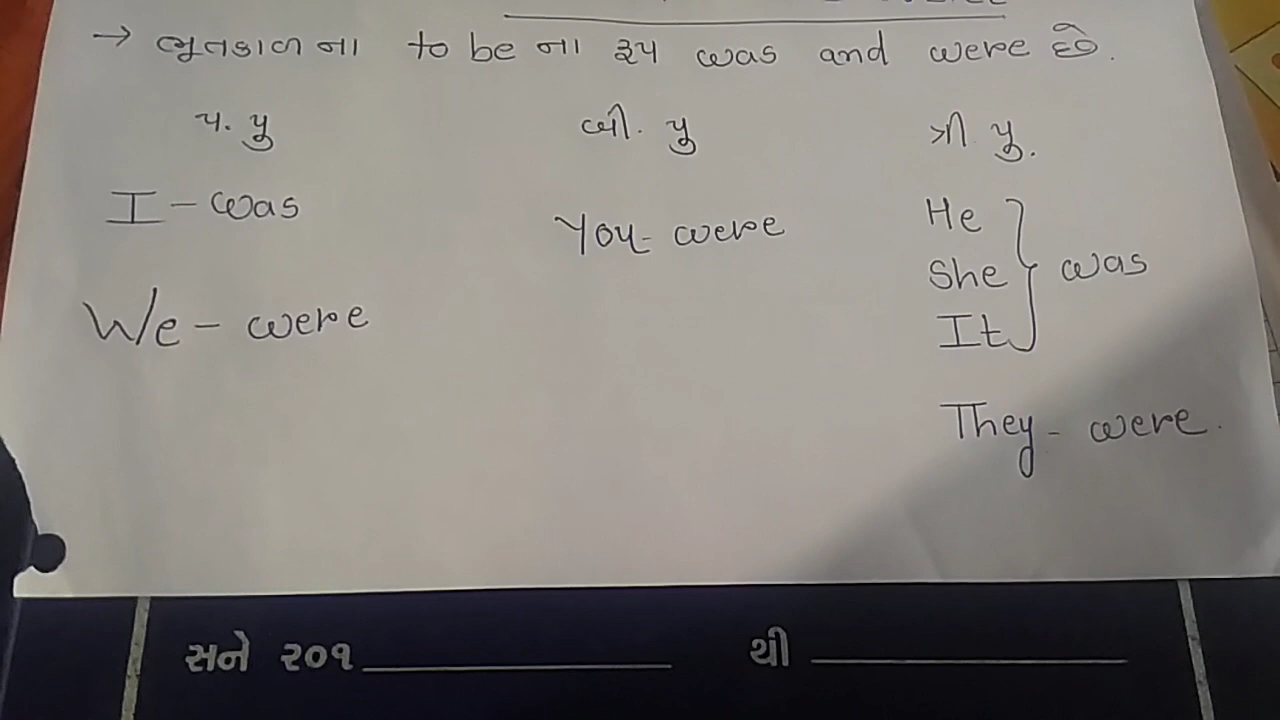 → ભૂતકાળ ના to be ના રૂપ was and were છે.
પ. પુ બી. પુ ત્રી પુ.
I - was
You - were
He
She } was
It
We - were
They - were.
સને ૨૦૧ થી